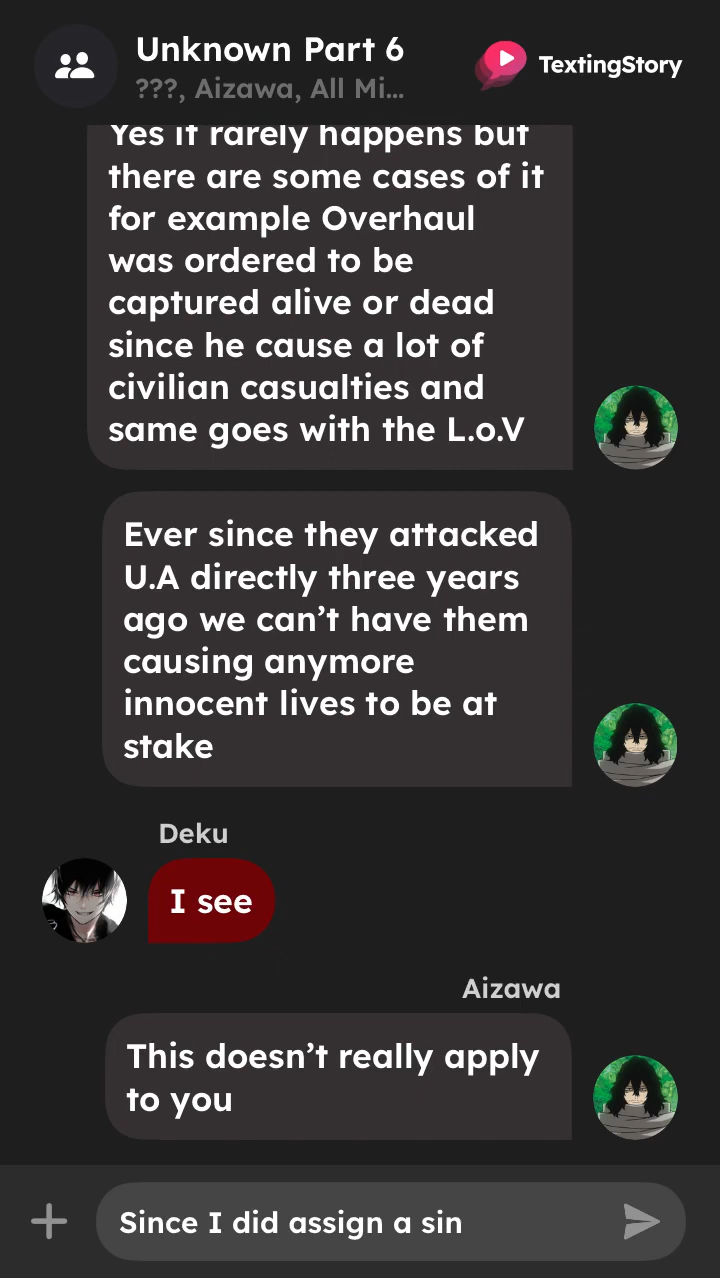 Unknown Part 6
???, Aizawa, All Mi...
TextingStory
Yes it rarely happens but
there are some cases of it
for example Overhaul
was ordered to be
captured alive or dead
since he cause a lot of
civilian casualties and
same goes with the L.o.V
Ever since they attacked
U.A directly three years
ago we can’t have them
causing anymore
innocent lives to be at
stake
Deku
I see
Aizawa
This doesn’t really apply
to you
Since I did assign a sin